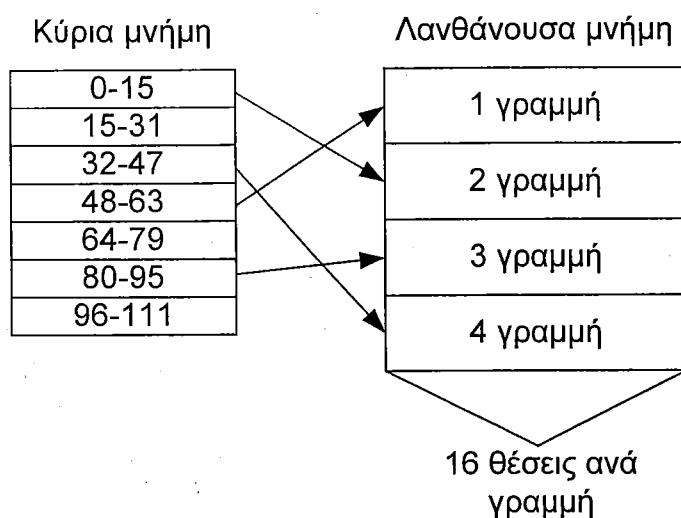 Κύρια μνήμη
0-15
15-31
32-47
48-63
64-79
80-95
96-111
Λανθάνουσα μνήμη
1 γραμμή
2 γραμμή
3 γραμμή
4 γραμμή
16 θέσεις ανά
γραμμή